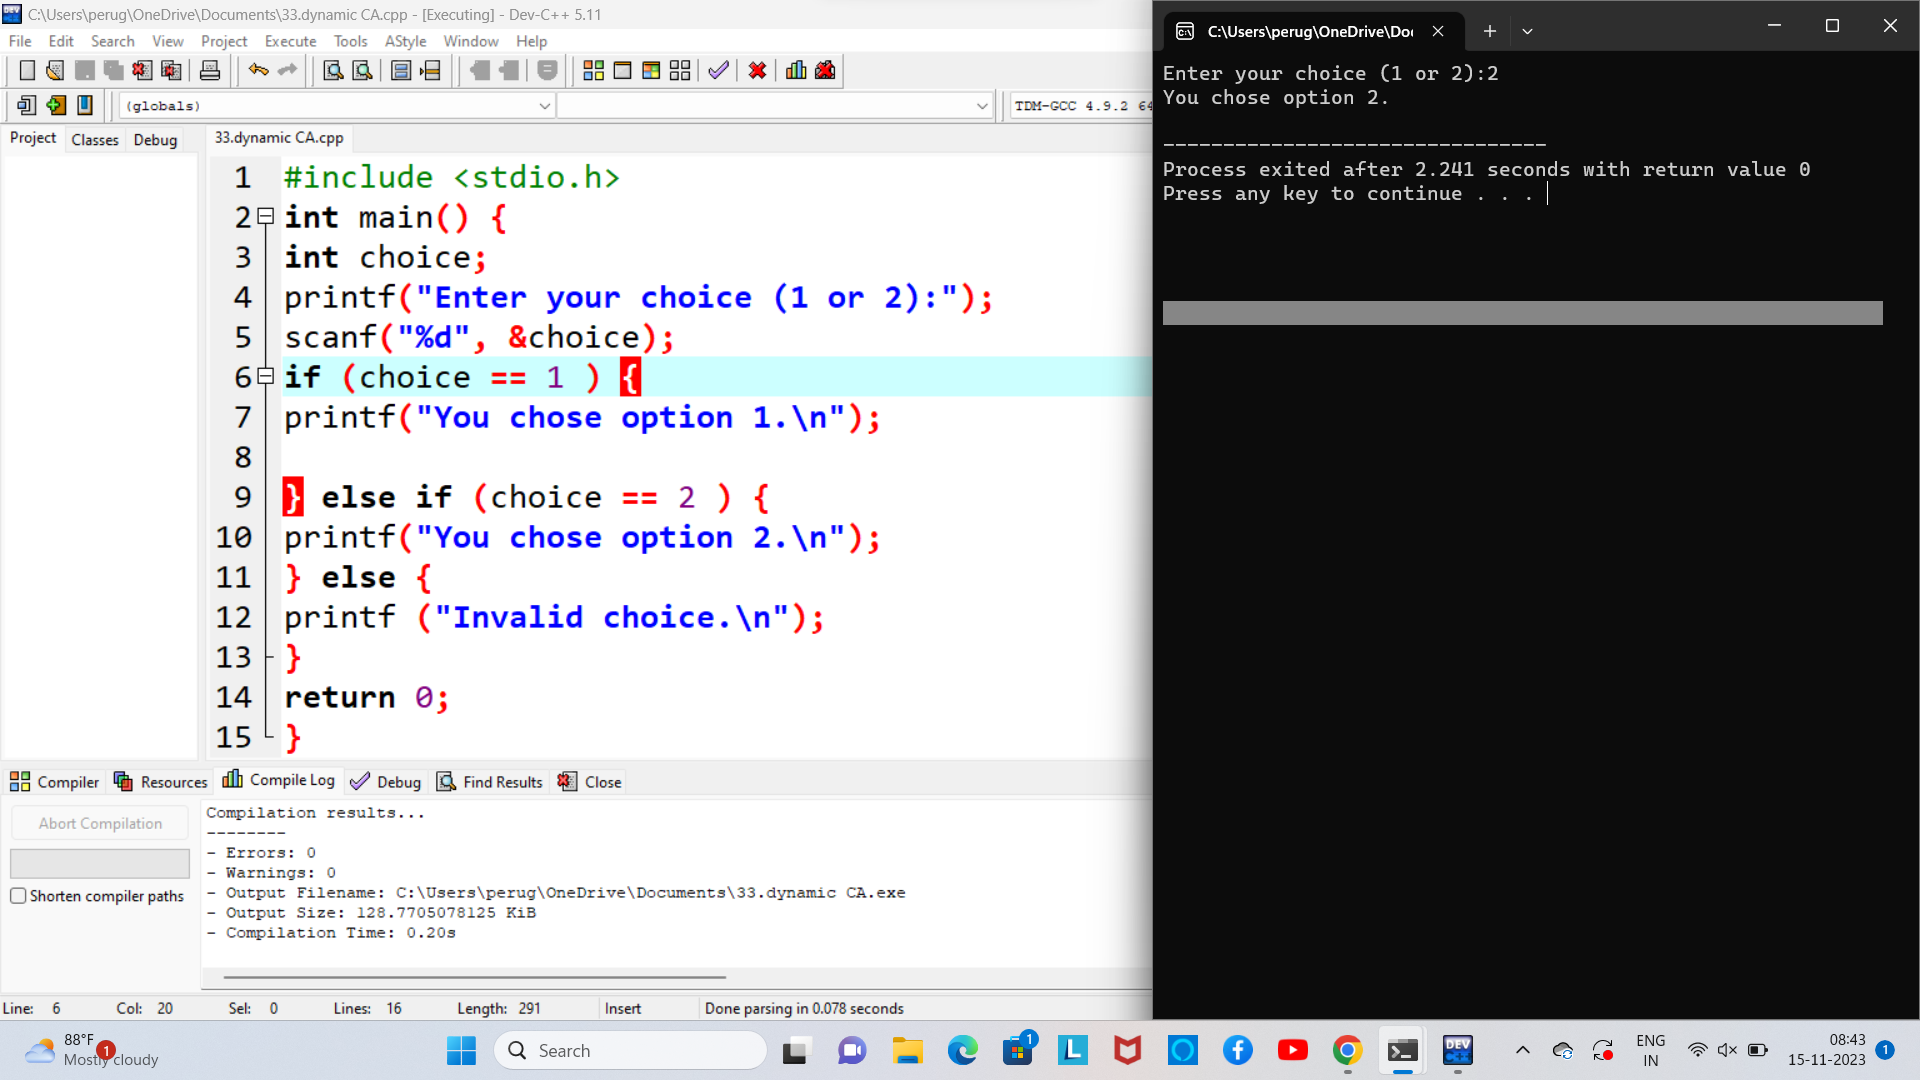 C:\Users\perug\OneDrive\Documents\33.dynamic CA.cpp - [Executing] - Dev-C++ 5.11
File Edit Search View Project Execute Tools AStyle Window Help
(globals)
TDM-GCC 4.9.2 64
Project Classes Debug
33.dynamic CA.cpp
1 #include <stdio.h>
2 int main() {
3 int choice;
4 printf("Enter your choice (1 or 2):");
5 scanf("%d", &choice);
6 if (choice == 1 ) {
7 printf("You chose option 1.\n");
8
9 } else if (choice == 2 ) {
10 printf("You chose option 2.\n");
11 } else {
12 printf ("Invalid choice.\n");
13 }
14 return 0;
15 }
Compiler Resources Compile Log Debug Find Results Close
Abort Compilation
Shorten compiler paths
Compilation results...
--------
- Errors: 0
- Warnings: 0
- Output Filename: C:\Users\perug\OneDrive\Documents\33.dynamic CA.exe
- Output Size: 128.7705078125 KiB
- Compilation Time: 0.20s
Line: 6 Col: 20 Sel: 0 Lines: 16 Length: 291 Insert Done parsing in 0.078 seconds
C:\Users\perug\OneDrive\Do
Enter your choice (1 or 2):2
You chose option 2.
--------------------------------
Process exited after 2.241 seconds with return value 0
Press any key to continue . . .
88°F
1
Mostly cloudy
Search
1
L
DEV
C++
ENG
IN
08:43
15-11-2023
1